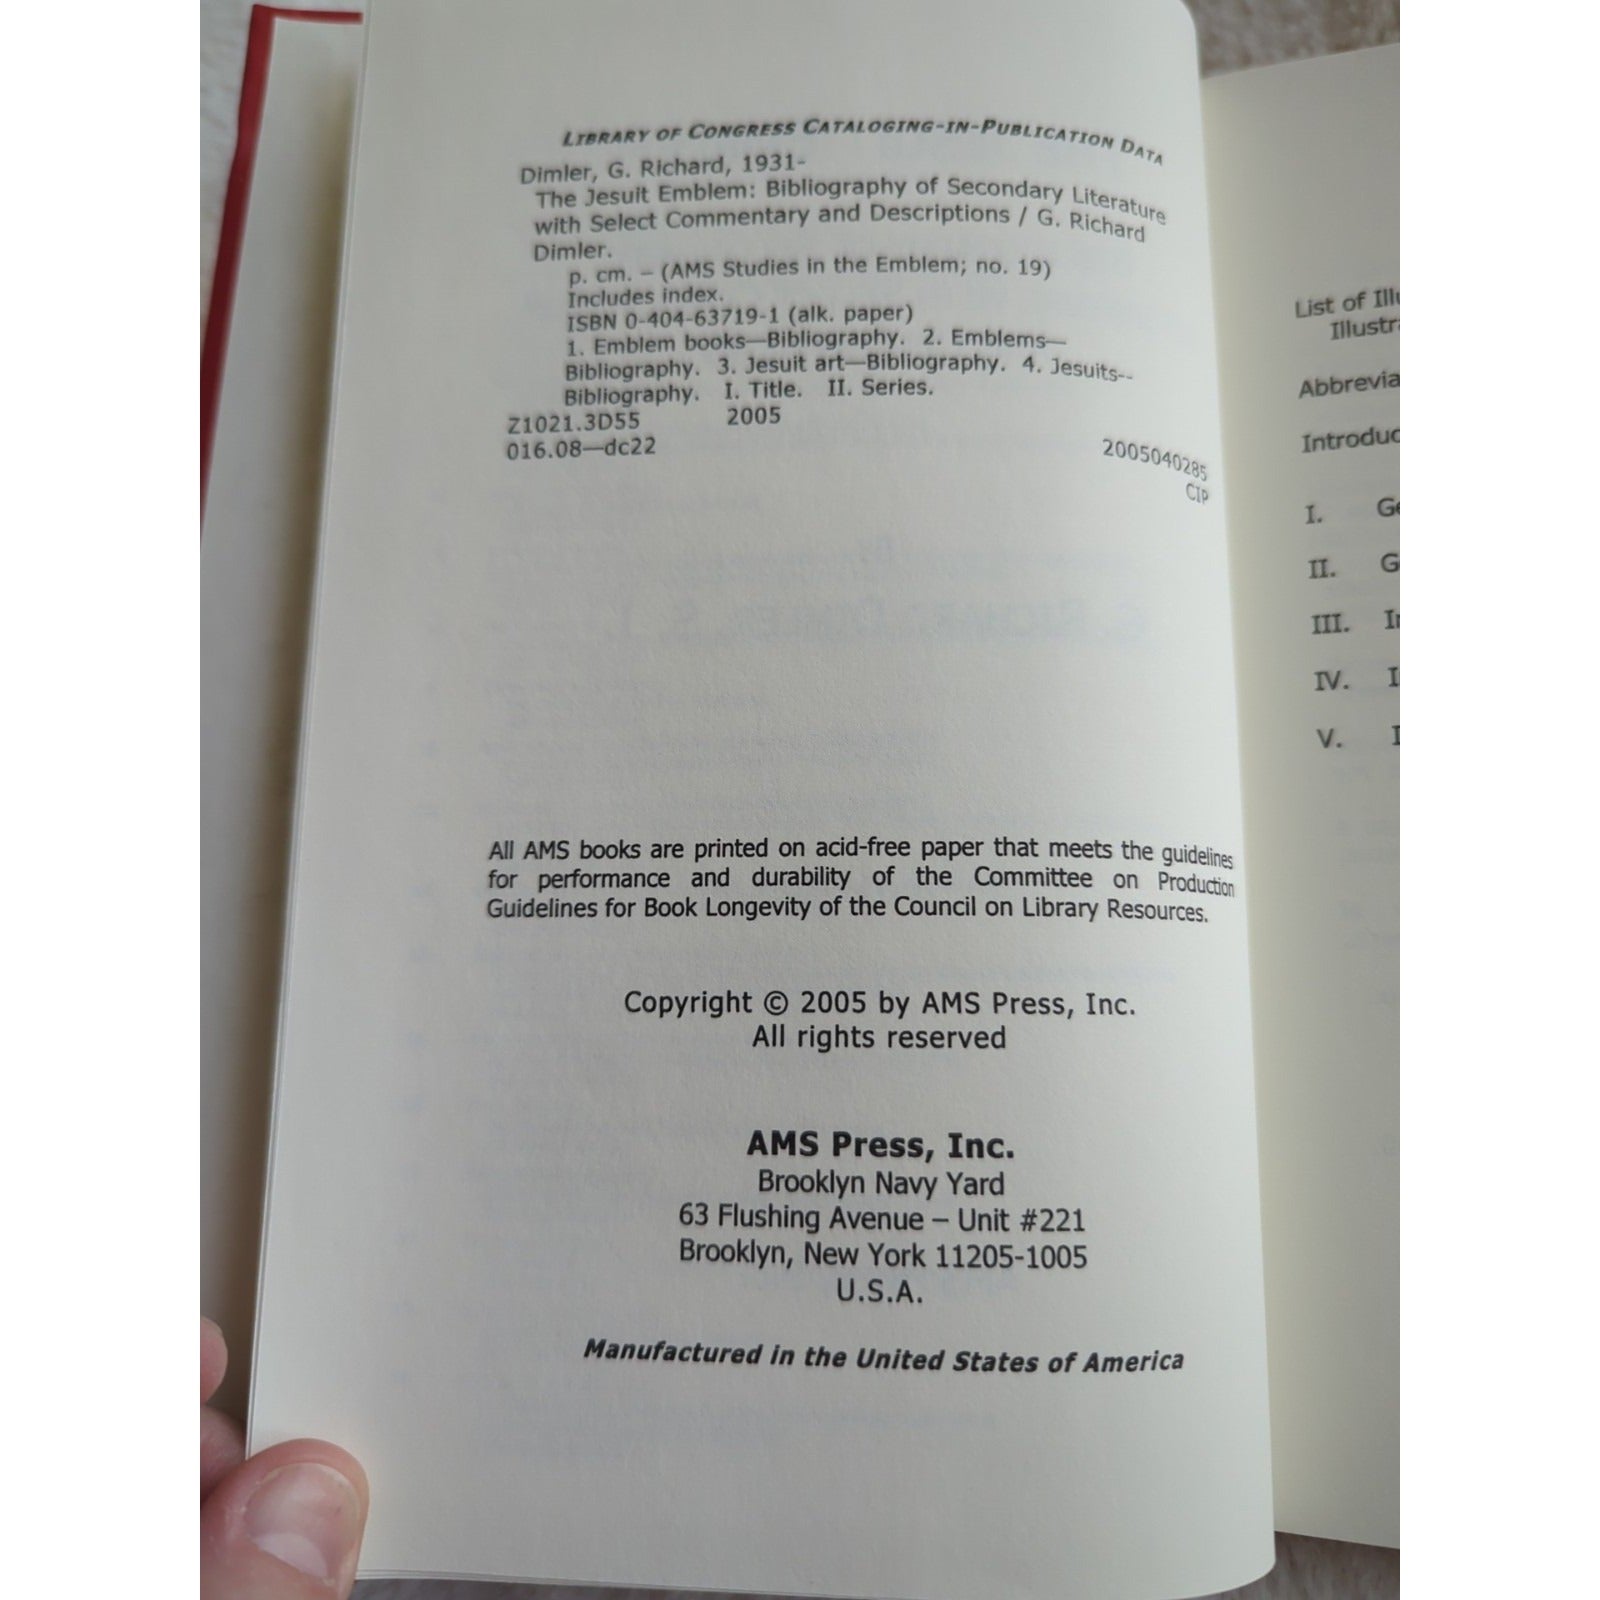 LIBRARY OF CONGRESS CATALOGING-IN-PUBLICATION DATA
Dimler, G. Richard, 1931-
The Jesuit Emblem: Bibliography of Secondary Literature
with Select Commentary and Descriptions / G. Richard
Dimler.
p. cm. – (AMS Studies in the Emblem; no. 19)
Includes index.
ISBN 0-404-63719-1 (alk. paper)
1. Emblem books—Bibliography. 2. Emblems—
Bibliography. 3. Jesuit art—Bibliography. 4. Jesuits--
Bibliography. I. Title. II. Series.
Z1021.3D55 2005
016.08—dc22 2005040285
CIP
All AMS books are printed on acid-free paper that meets the guidelines
for performance and durability of the Committee on Production
Guidelines for Book Longevity of the Council on Library Resources.
Copyright © 2005 by AMS Press, Inc.
All rights reserved
AMS Press, Inc.
Brooklyn Navy Yard
63 Flushing Avenue – Unit #221
Brooklyn, New York 11205-1005
U.S.A.
Manufactured in the United States of America
List of
I.
II.
III.
IV.
V.